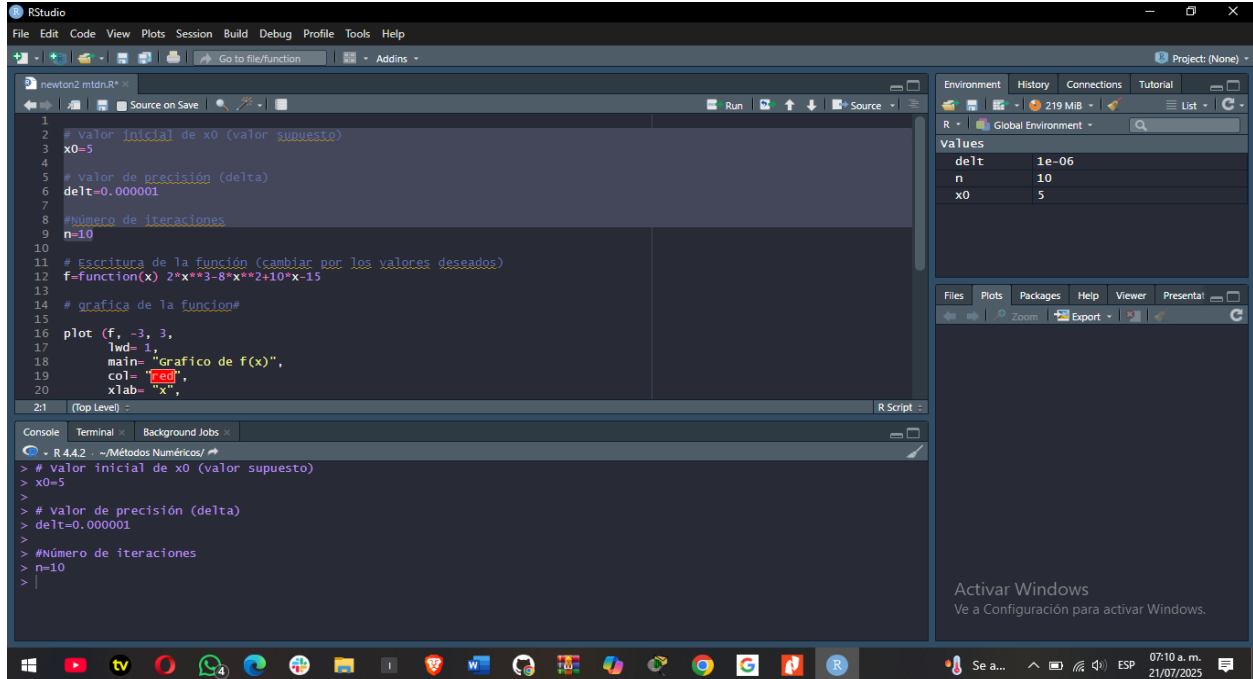 RStudio
File Edit Code View Plots Session Build Debug Profile Tools Help
Go to file/function Addins Project: (None)
newton2 mtdn.R*
Source on Save Run Source
1
2 # Valor inicial de x0 (valor supuesto)
3 x0=5
4
5 # Valor de precisión (delta)
6 delt=0.000001
7
8 #Número de iteraciones
9 n=10
10
11 # Escritura de la función (cambiar por los valores deseados)
12 f=function(x) 2*x**3-8*x**2+10*x-15
13
14 # grafica de la funcion#
15
16 plot (f, -3, 3,
17 lwd= 1,
18 main= "Grafico de f(x)",
19 col= "red",
20 xlab= "x",
2:1 (Top Level) R Script
Console Terminal Background Jobs
R 4.4.2 · ~/Métodos Numéricos/
> # Valor inicial de x0 (valor supuesto)
> x0=5
>
> # Valor de precisión (delta)
> delt=0.000001
>
> #Número de iteraciones
> n=10
>
Environment History Connections Tutorial
219 MiB List
R Global Environment
Values
delt 1e-06
n 10
x0 5
Files Plots Packages Help Viewer Presentat
Zoom Export
Activar Windows
Ve a Configuración para activar Windows.
Se a... ESP 07:10 a. m.
21/07/2025